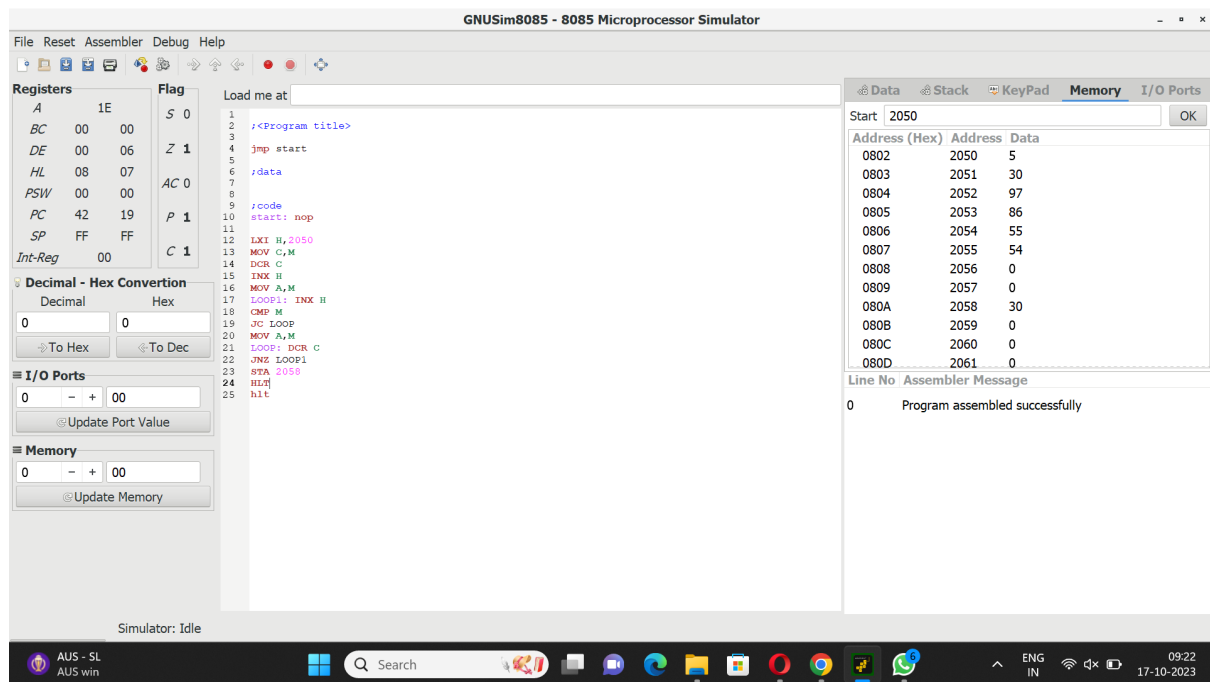 GNUSim8085 - 8085 Microprocessor Simulator
File Reset Assembler Debug Help
Registers
A 1E
BC 00 00
DE 00 06
HL 08 07
PSW 00 00
PC 42 19
SP FF FF
Int-Reg 00
Flag
S 0
Z 1
AC 0
P 1
C 1
Decimal - Hex Convertion
Decimal Hex
0 0
To Hex To Dec
I/O Ports
0 - + 00
Update Port Value
Memory
0 - + 00
Update Memory
Load me at
1
2 ;<Program title>
3
4 jmp start
5
6 ;data
7
8
9 ;code
10 start: nop
11
12 LXI H,2050
13 MOV C,M
14 DCR C
15 INX H
16 MOV A,M
17 LOOP1: INX H
18 CMP M
19 JC LOOP
20 MOV A,M
21 LOOP: DCR C
22 JNZ LOOP1
23 STA 2058
24 HLT
25 hlt
Data Stack KeyPad Memory I/O Ports
Start 2050 OK
Address (Hex) Address Data
0802 2050 5
0803 2051 30
0804 2052 97
0805 2053 86
0806 2054 55
0807 2055 54
0808 2056 0
0809 2057 0
080A 2058 30
080B 2059 0
080C 2060 0
080D 2061 0
Line No Assembler Message
0 Program assembled successfully
Simulator: Idle
AUS - SL
AUS win
Search
6
ENG
IN
09:22
17-10-2023